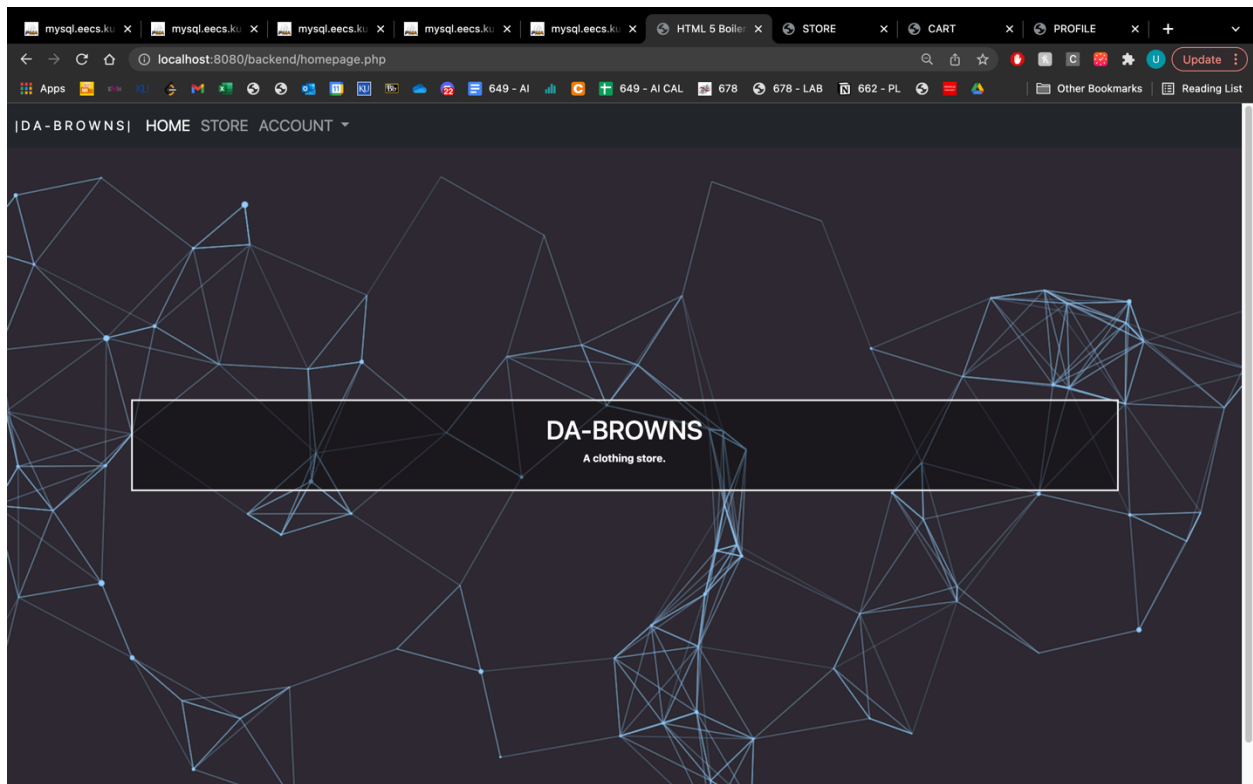 mysql.eecs.ku mysql.eecs.ku mysql.eecs.ku mysql.eecs.ku mysql.eecs.ku HTML 5 Boiler STORE CART PROFILE
localhost:8080/backend/homepage.php U Update
Apps KU 649 - AI 649 - AI CAL 678 678 - LAB 662 - PL Other Bookmarks Reading List
|DA-BROWNS| HOME STORE ACCOUNT
DA-BROWNS
A clothing store.